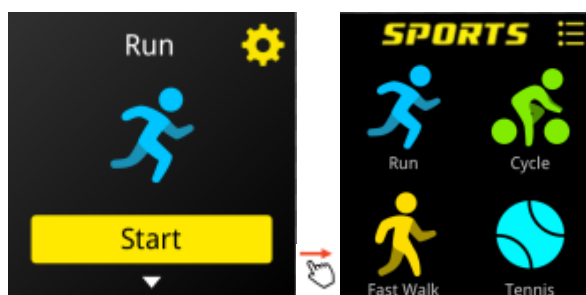 Run
Start
SPORTS
Run
Cycle
Fast Walk
Tennis